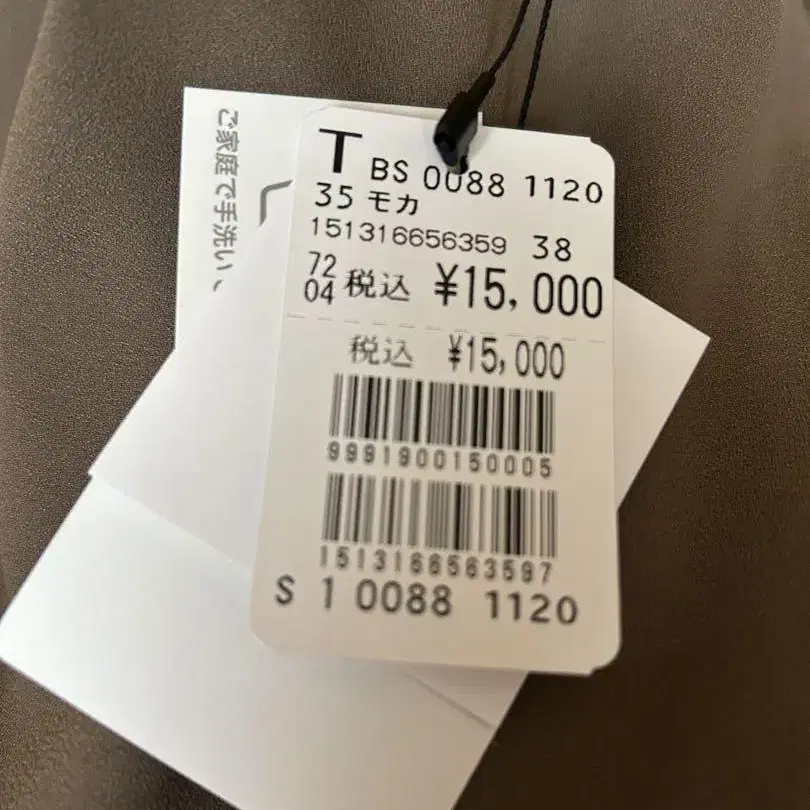 ご家庭で手洗い、
T BS 0088 1120
35 モカ
151316656359 38
72
04 税込 ¥15,000
税込 ¥15,000
9981900150005
1513166563597
S 1 0088 1120